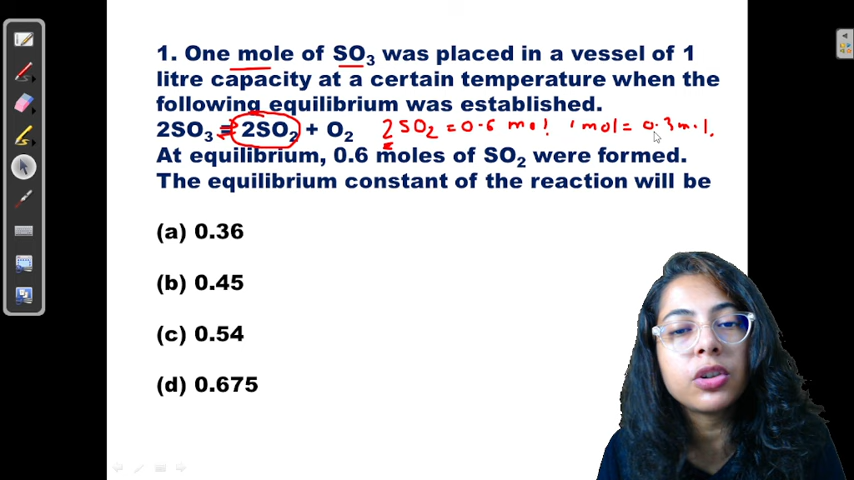 1. One mole of SO₃ was placed in a vessel of 1
litre capacity at a certain temperature when the
following equilibrium was established.
2SO₃ ⇌ 2SO₂ + O₂ 2SO₂ = 0.6 mol 1 mol = 0.3 mol.
At equilibrium, 0.6 moles of SO₂ were formed.
The equilibrium constant of the reaction will be
(a) 0.36
(b) 0.45
(c) 0.54
(d) 0.675